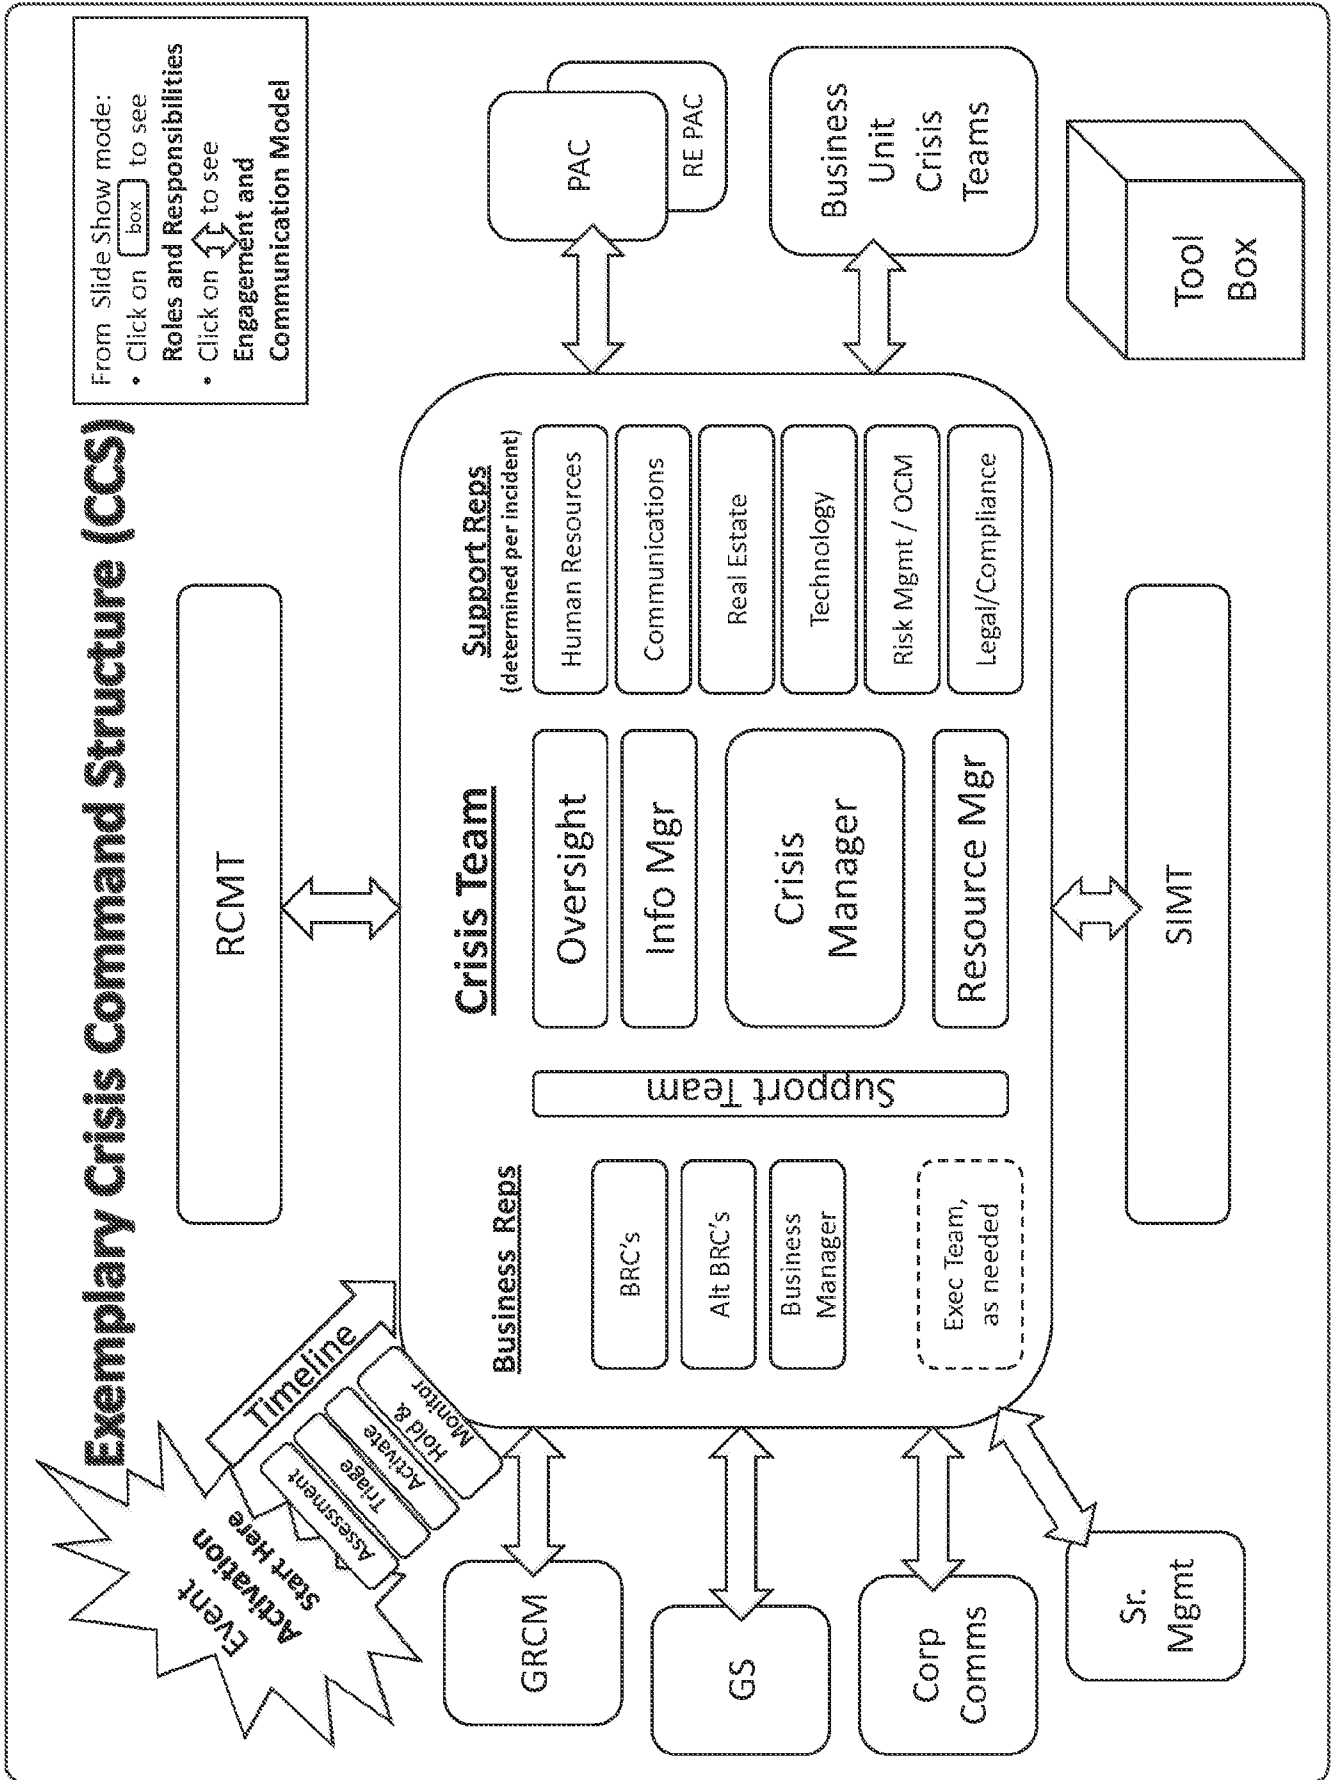 Exemplary Crisis Command Structure (CCS)
From Slide Show mode:
• Click on box to see
Roles and Responsibilities
• Click on to see
Engagement and
Communication Model
Event
Activation
Start Here
Timeline
Assessment
Triage
Activate
Hold &
Monitor
RCMT
GRCM
GS
Corp
Comms
Sr.
Mgmt
Business Reps
BRC's
Alt BRC's
Business
Manager
Exec Team,
as needed
Support Team
Crisis Team
Oversight
Info Mgr
Crisis
Manager
Resource Mgr
Support Reps
(determined per incident)
Human Resources
Communications
Real Estate
Technology
Risk Mgmt / OCM
Legal/Compliance
PAC
RE PAC
Business
Unit
Crisis
Teams
SIMT
Tool
Box